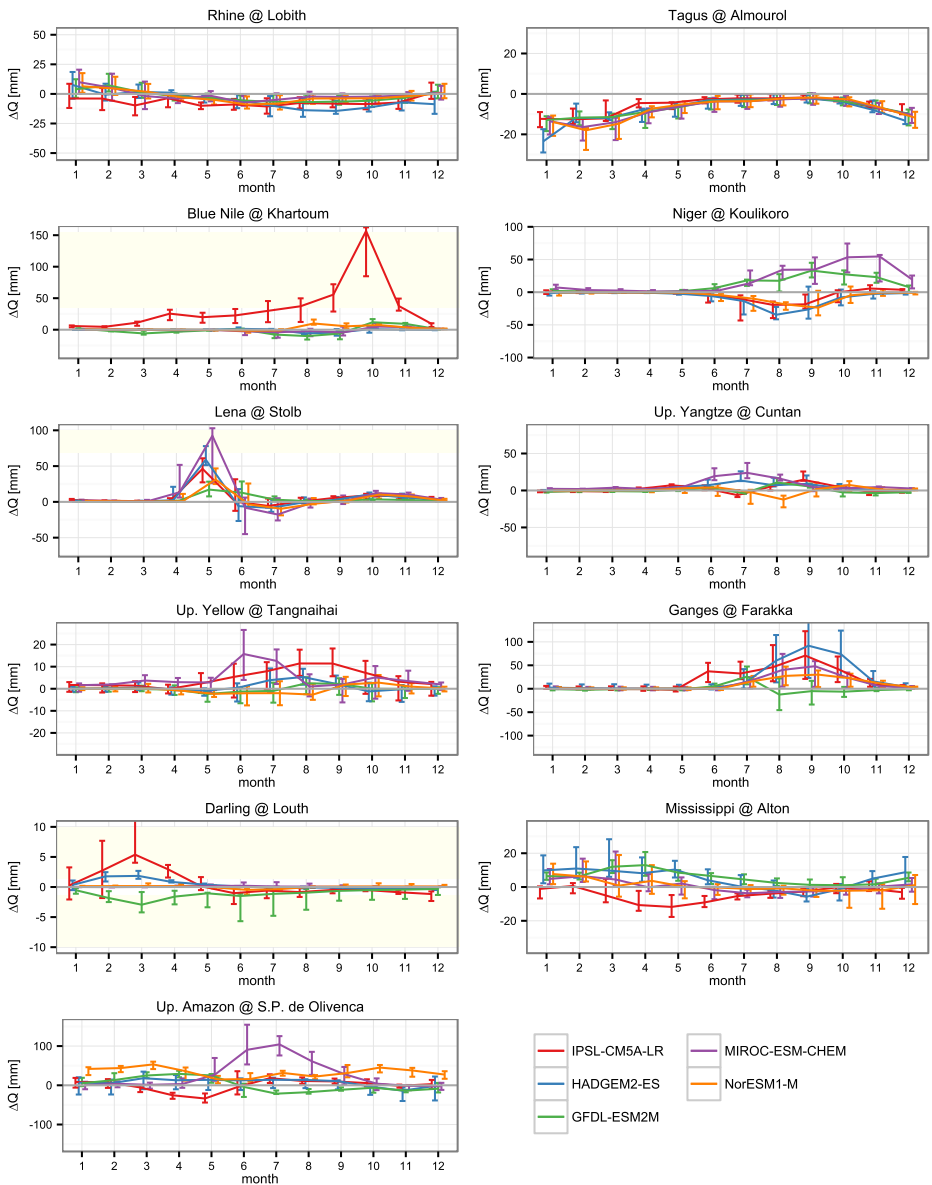 Rhine @ Lobith
ΔQ [mm]
50
25
0
-25
-50
1 2 3 4 5 6 7 8 9 10 11 12
month
Tagus @ Almourol
ΔQ [mm]
20
0
-20
1 2 3 4 5 6 7 8 9 10 11 12
month
Blue Nile @ Khartoum
ΔQ [mm]
150
100
50
0
1 2 3 4 5 6 7 8 9 10 11 12
month
Niger @ Koulikoro
ΔQ [mm]
100
50
0
-50
-100
1 2 3 4 5 6 7 8 9 10 11 12
month
Lena @ Stolb
ΔQ [mm]
100
50
0
-50
1 2 3 4 5 6 7 8 9 10 11 12
month
Up. Yangtze @ Cuntan
ΔQ [mm]
50
0
-50
1 2 3 4 5 6 7 8 9 10 11 12
month
Up. Yellow @ Tangnaihai
ΔQ [mm]
20
10
0
-10
-20
1 2 3 4 5 6 7 8 9 10 11 12
month
Ganges @ Farakka
ΔQ [mm]
100
50
0
-50
-100
1 2 3 4 5 6 7 8 9 10 11 12
month
Darling @ Louth
ΔQ [mm]
10
5
0
-5
-10
1 2 3 4 5 6 7 8 9 10 11 12
month
Mississippi @ Alton
ΔQ [mm]
20
0
-20
1 2 3 4 5 6 7 8 9 10 11 12
month
Up. Amazon @ S.P. de Olivenca
ΔQ [mm]
100
0
-100
1 2 3 4 5 6 7 8 9 10 11 12
month
IPSL-CM5A-LR
HADGEM2-ES
GFDL-ESM2M
MIROC-ESM-CHEM
NorESM1-M